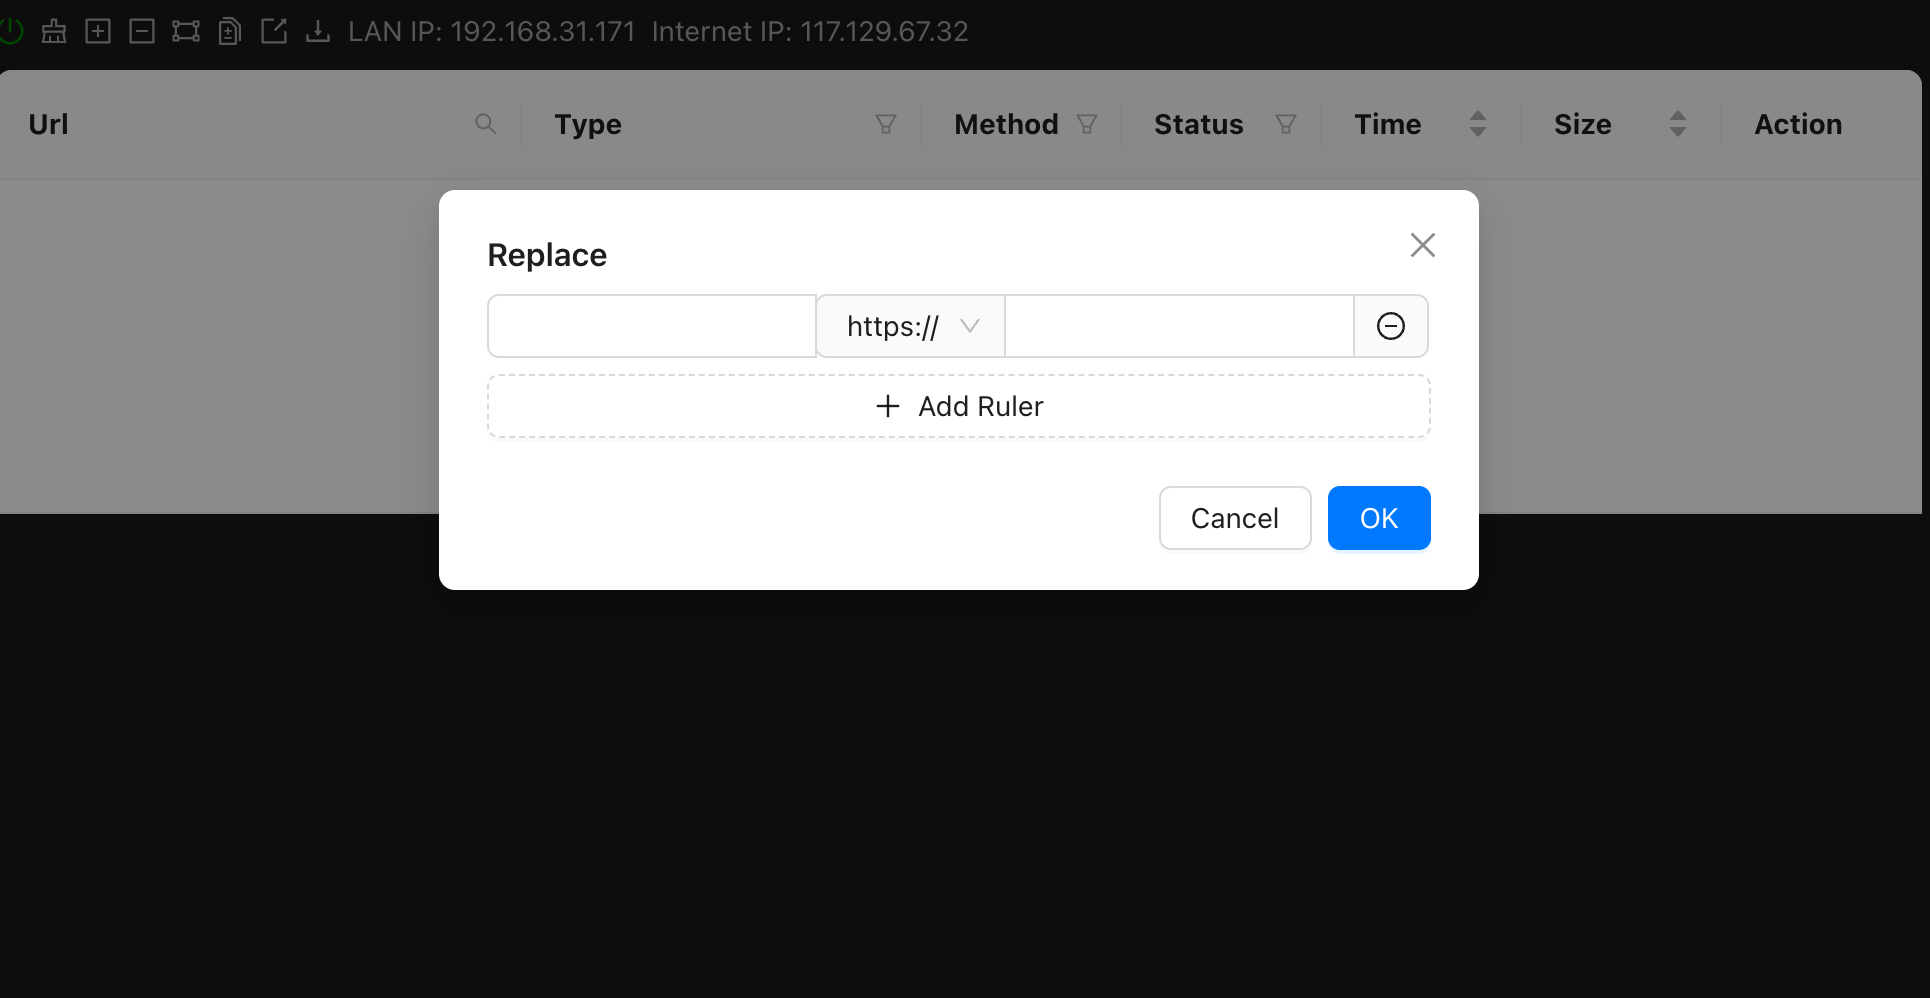 LAN IP: 192.168.31.171 Internet IP: 117.129.67.32
Url Type Method Status Time Size Action
Replace
https://
Add Ruler
Cancel OK